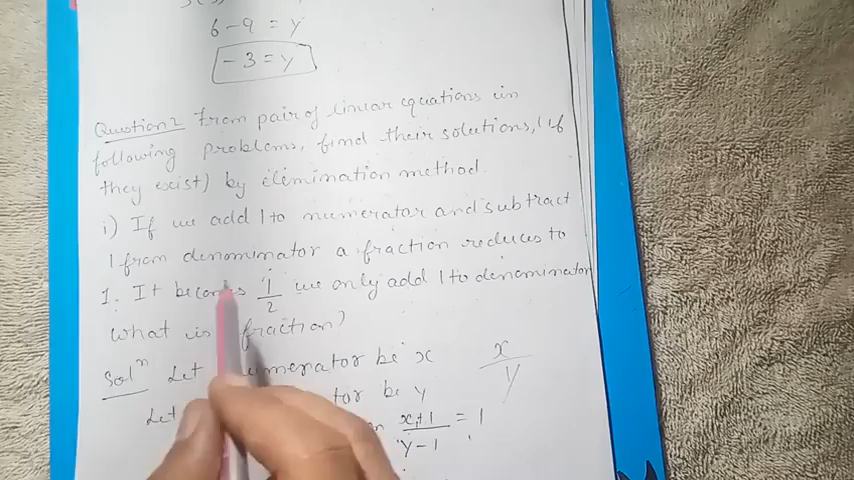 6 - 9 = y
- 3 = y
Question 2 From pair of linear equations in
following problems, find their solutions, (if
they exist) by elimination method.
i) If we add 1 to numerator and subtract
1 from denominator a fraction reduces to
1. It becomes 1/2 we only add 1 to denominator
What is fraction?
Solⁿ Let numerator be x x/y
Let be y
(x+1)/(y-1) = 1